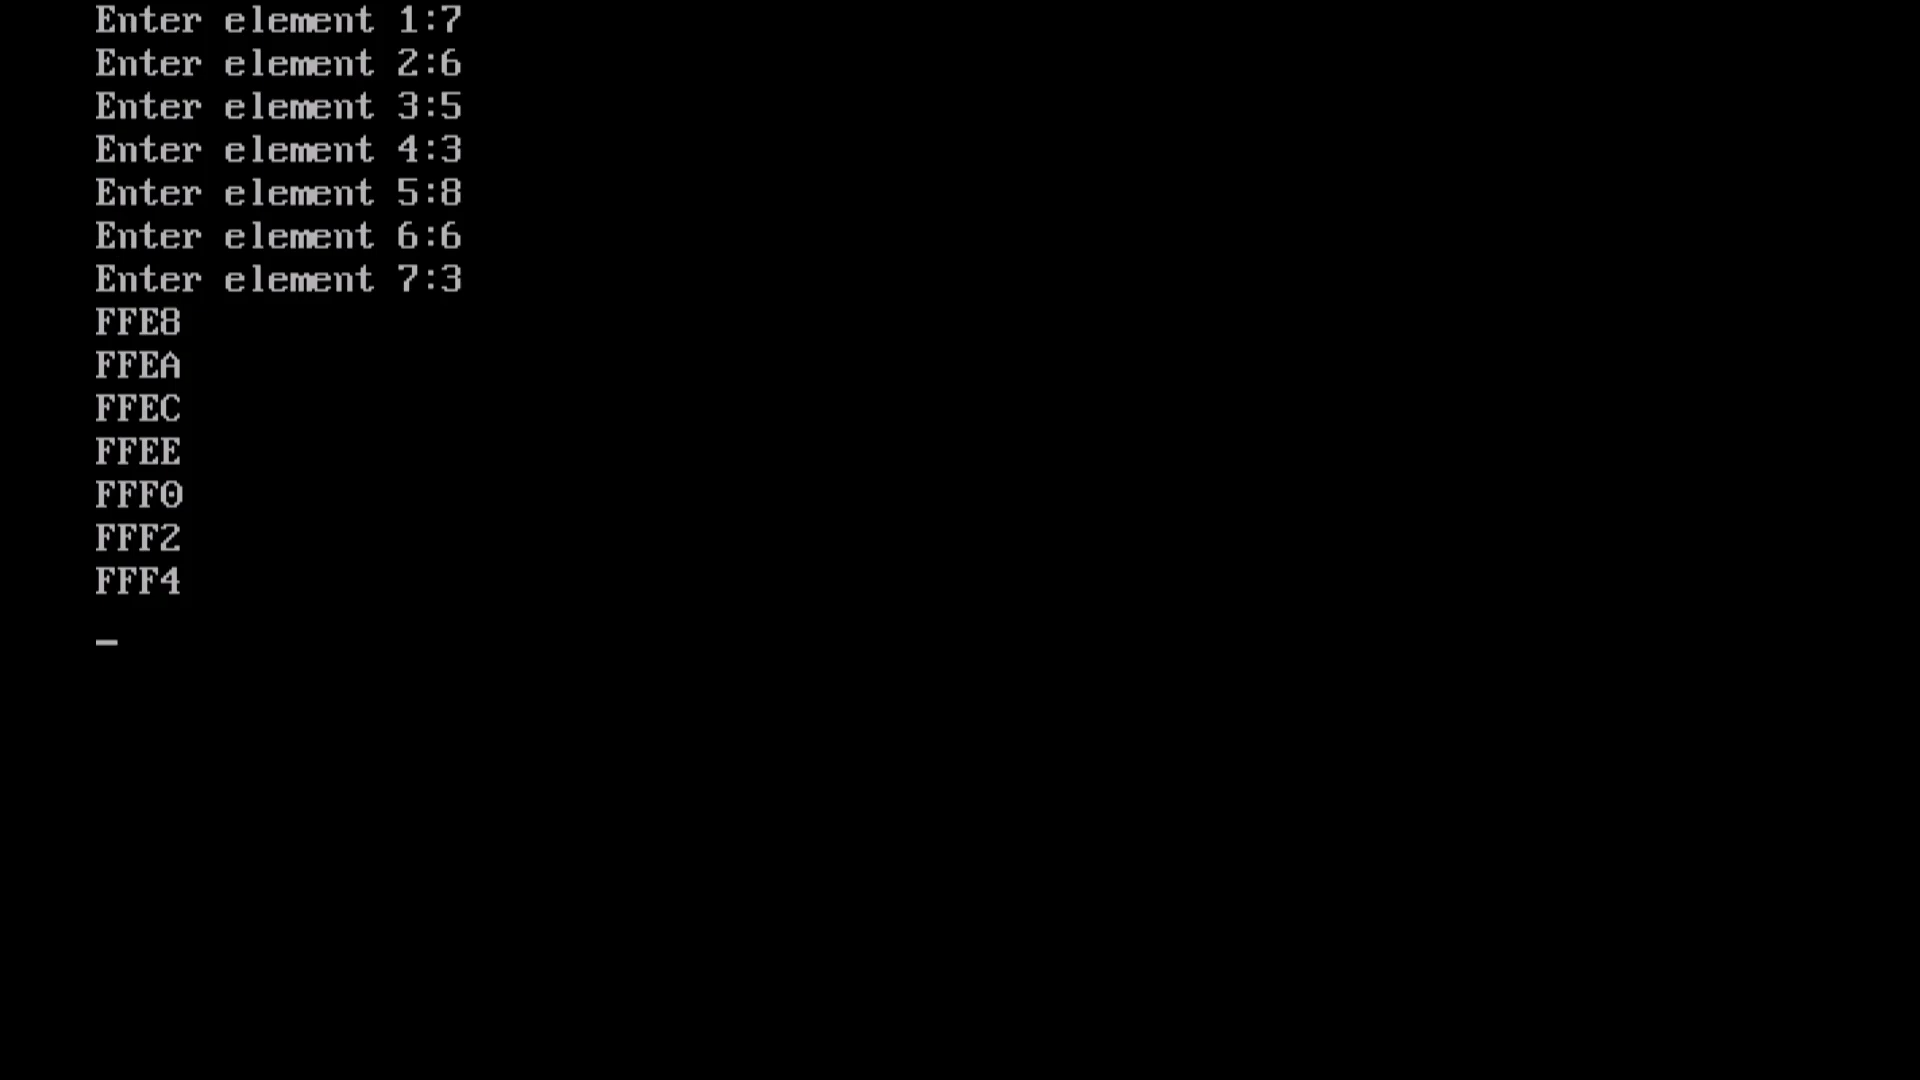 Enter element 1:7
Enter element 2:6
Enter element 3:5
Enter element 4:3
Enter element 5:8
Enter element 6:6
Enter element 7:3
FFE8
FFEA
FFEC
FFEE
FFF0
FFF2
FFF4
_